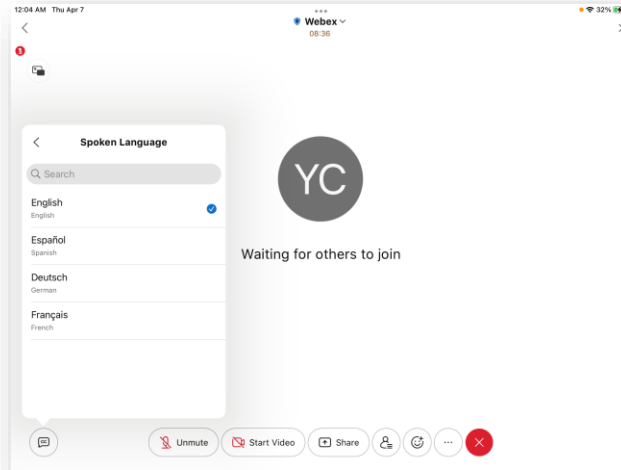 12:04 AM Thu Apr 7
Webex
32%
08:36
Spoken Language
Search
English
English
Español
Spanish
Deutsch
German
Français
French
YC
Waiting for others to join
Unmute
Start Video
Share